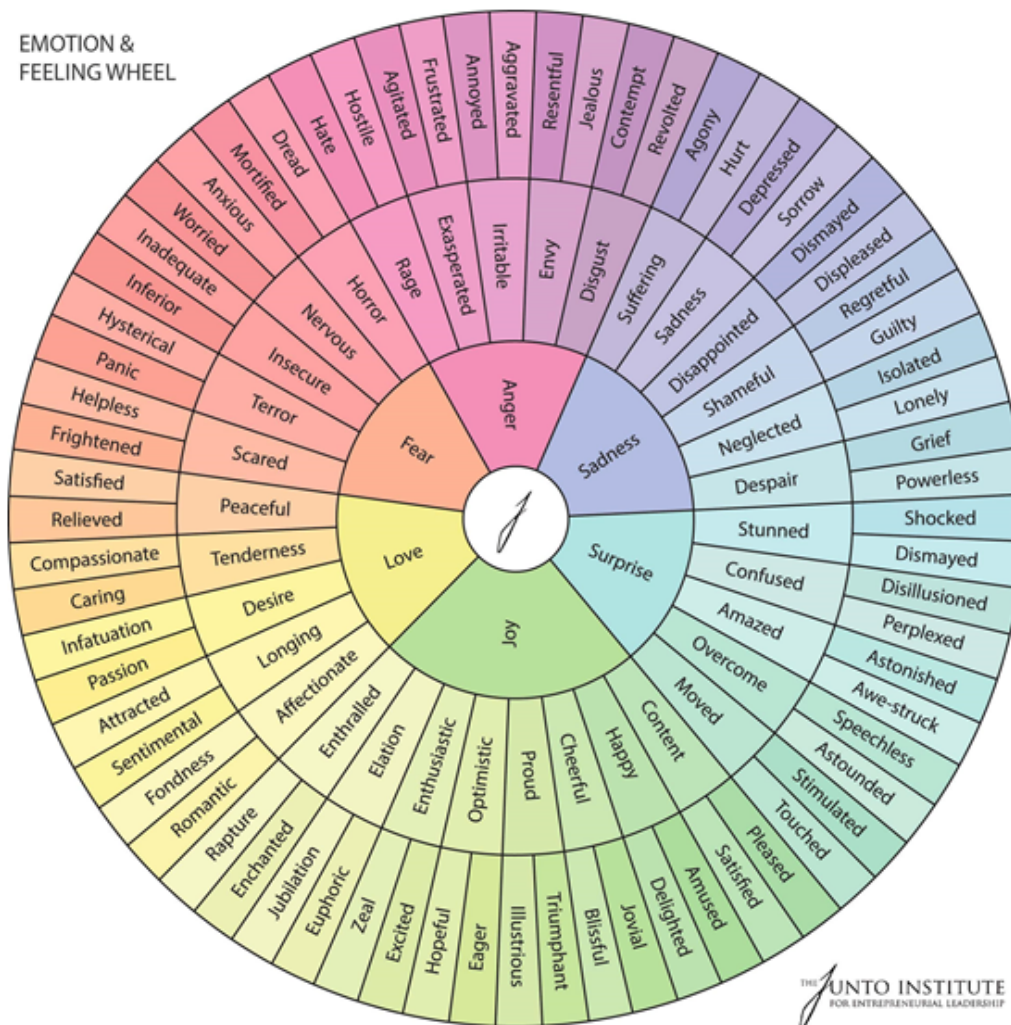 EMOTION &
FEELING WHEEL
Anger
Sadness
Surprise
Joy
Love
Fear
Rage
Exasperated
Irritable
Envy
Disgust
Suffering
Sadness
Disappointed
Shameful
Neglected
Despair
Stunned
Confused
Amazed
Overcome
Moved
Content
Happy
Cheerful
Proud
Optimistic
Enthusiastic
Elation
Enthralled
Affectionate
Longing
Desire
Tenderness
Peaceful
Scared
Terror
Insecure
Nervous
Horror
Hate
Hostile
Agitated
Frustrated
Annoyed
Aggravated
Resentful
Jealous
Contempt
Revolted
Agony
Hurt
Depressed
Sorrow
Dismayed
Displeased
Regretful
Guilty
Isolated
Lonely
Grief
Powerless
Shocked
Dismayed
Disillusioned
Perplexed
Astonished
Awe-struck
Speechless
Astounded
Stimulated
Touched
Pleased
Satisfied
Amused
Delighted
Jovial
Blissful
Triumphant
Illustrious
Eager
Hopeful
Excited
Zeal
Euphoric
Jubilation
Enchanted
Rapture
Romantic
Fondness
Sentimental
Attracted
Passion
Infatuation
Caring
Compassionate
Relieved
Satisfied
Frightened
Helpless
Panic
Hysterical
Inferior
Inadequate
Worried
Anxious
Mortified
Dread
J
THE JUNTO INSTITUTE
FOR ENTREPRENEURIAL LEADERSHIP